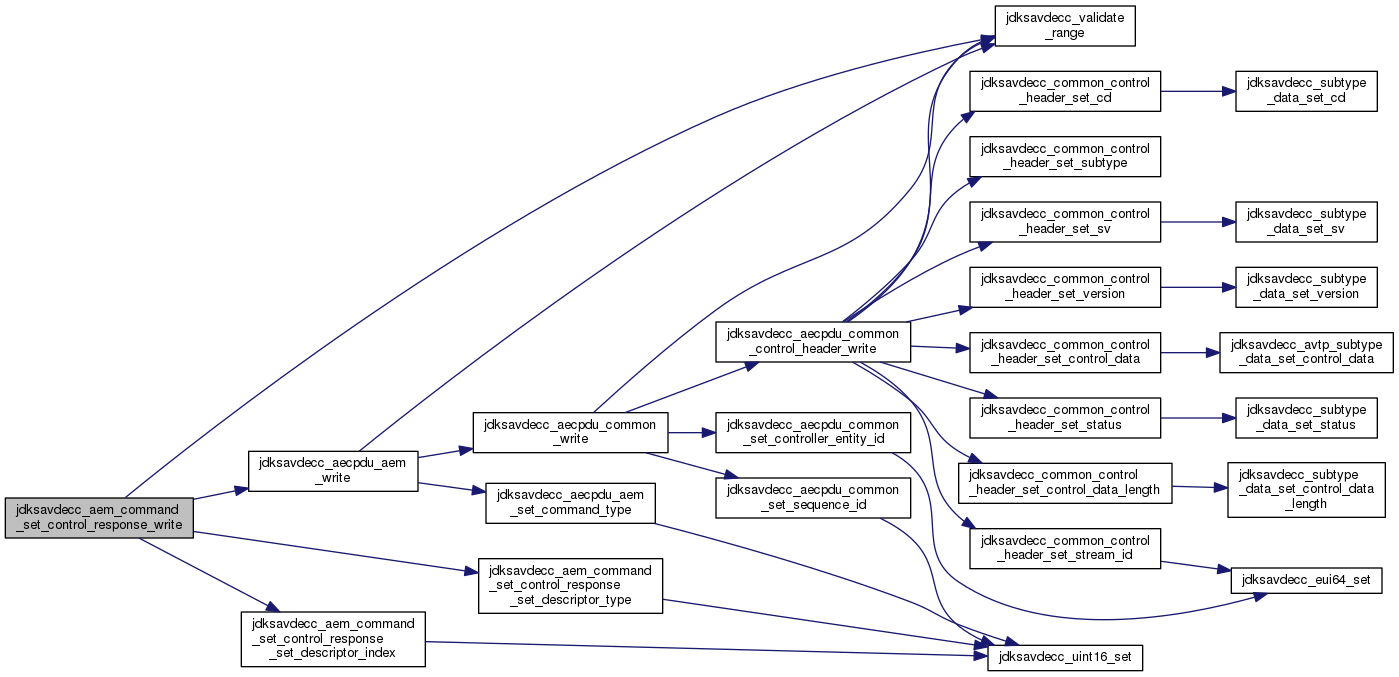 jdksavdecc_aem_command
_set_control_response_write
jdksavdecc_aecpdu_aem
_write
jdksavdecc_aem_command
_set_control_response
_set_descriptor_index
jdksavdecc_aecpdu_common
_write
jdksavdecc_aecpdu_aem
_set_command_type
jdksavdecc_aem_command
_set_control_response
_set_descriptor_type
jdksavdecc_aecpdu_common
_control_header_write
jdksavdecc_aecpdu_common
_set_controller_entity_id
jdksavdecc_aecpdu_common
_set_sequence_id
jdksavdecc_validate
_range
jdksavdecc_common_control
_header_set_cd
jdksavdecc_common_control
_header_set_subtype
jdksavdecc_common_control
_header_set_sv
jdksavdecc_common_control
_header_set_version
jdksavdecc_common_control
_header_set_control_data
jdksavdecc_common_control
_header_set_status
jdksavdecc_common_control
_header_set_control_data_length
jdksavdecc_common_control
_header_set_stream_id
jdksavdecc_uint16_set
jdksavdecc_subtype
_data_set_cd
jdksavdecc_subtype
_data_set_sv
jdksavdecc_subtype
_data_set_version
jdksavdecc_avtp_subtype
_data_set_control_data
jdksavdecc_subtype
_data_set_status
jdksavdecc_subtype
_data_set_control_data
_length
jdksavdecc_eui64_set